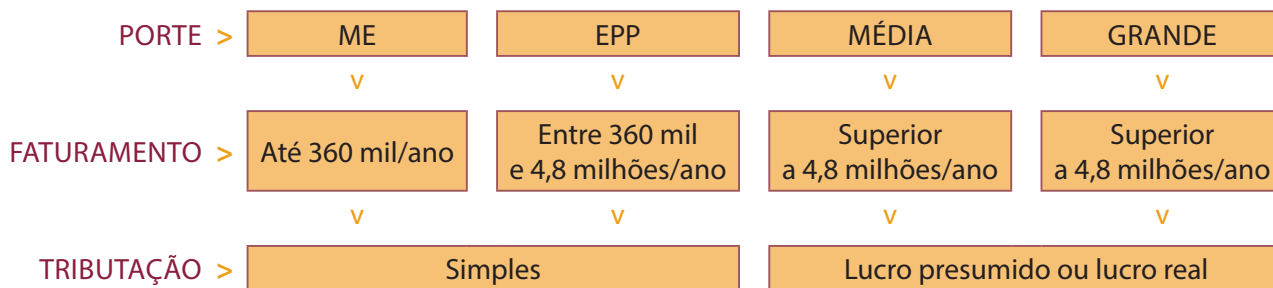 PORTE > ME EPP MÉDIA GRANDE
v v v v
FATURAMENTO > Até 360 mil/ano Entre 360 mil e 4,8 milhões/ano Superior a 4,8 milhões/ano Superior a 4,8 milhões/ano
v v v v
TRIBUTAÇÃO > Simples Lucro presumido ou lucro real